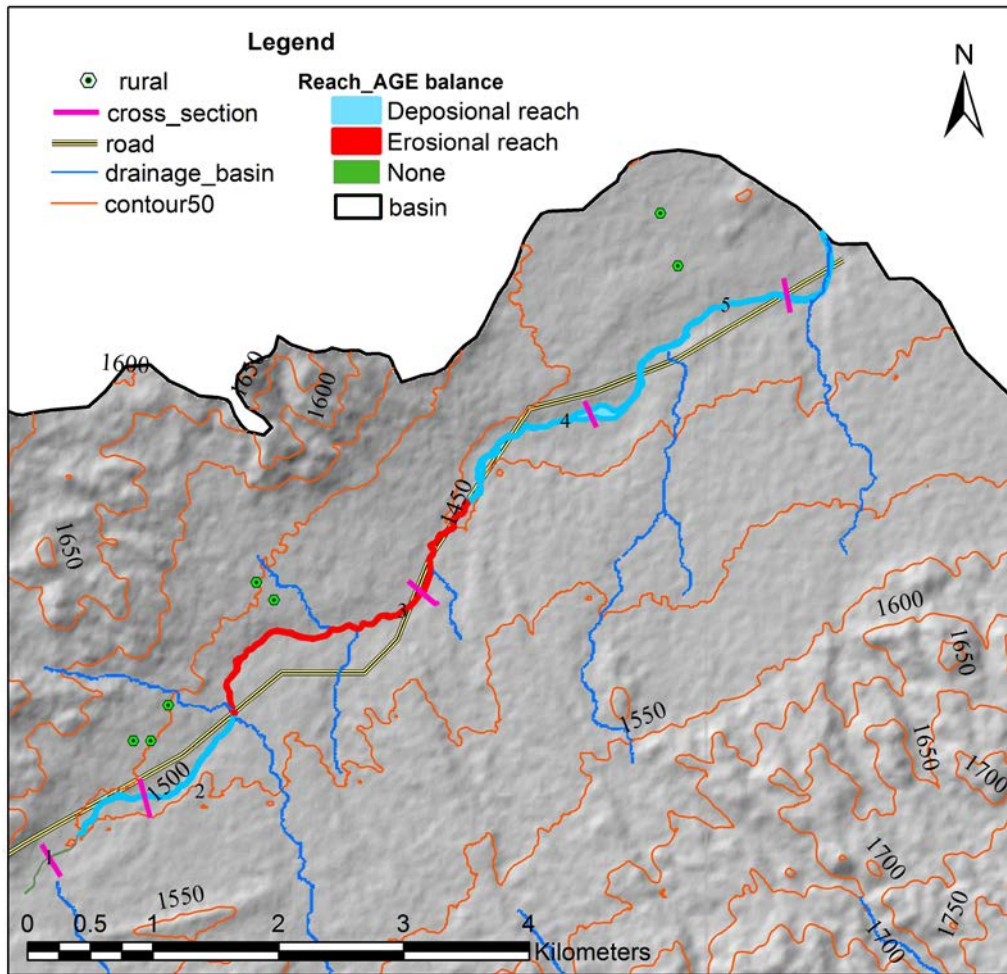 Legend
N
rural
cross_section
road
drainage_basin
contour50
Reach_AGE balance
Deposional reach
Erosional reach
None
basin
1600
1650
1600
5
4
1450
1650
3
1600
1650
1550
1500
2
1650
1700
1
1550
1700
1750
1700
0 0.5 1 2 3 4
Kilometers